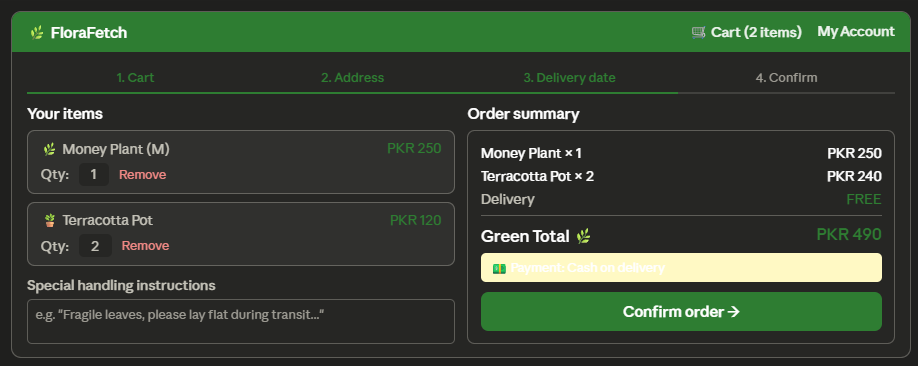 FloraFetch
Cart (2 items) My Account
1. Cart 2. Address 3. Delivery date 4. Confirm
Your items
Money Plant (M) PKR 250
Qty: 1 Remove
Terracotta Pot PKR 120
Qty: 2 Remove
Special handling instructions
e.g. "Fragile leaves, please lay flat during transit..."
Order summary
Money Plant × 1 PKR 250
Terracotta Pot × 2 PKR 240
Delivery FREE
Green Total PKR 490
Payment: Cash on delivery
Confirm order →